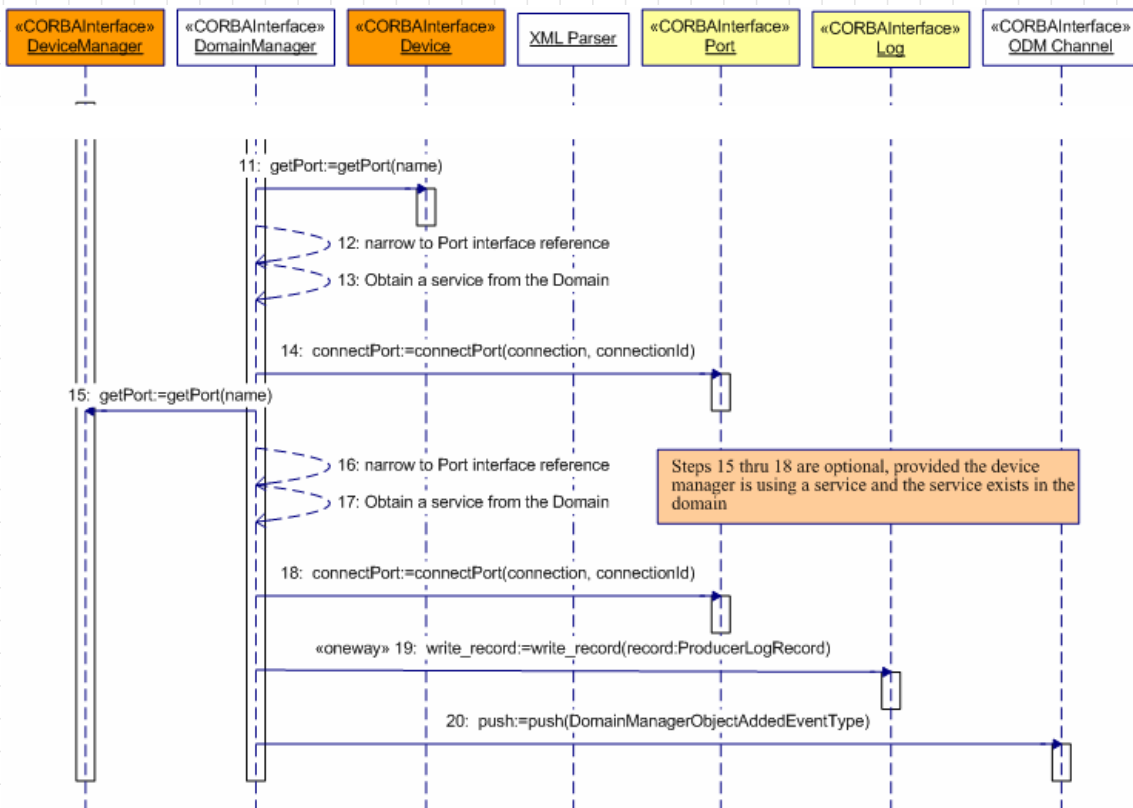 «CORBAInterface»
DeviceManager
«CORBAInterface»
DomainManager
«CORBAInterface»
Device
XML Parser
«CORBAInterface»
Port
«CORBAInterface»
Log
«CORBAInterface»
ODM Channel
11: getPort:=getPort(name)
12: narrow to Port interface reference
13: Obtain a service from the Domain
14: connectPort:=connectPort(connection, connectionId)
15: getPort:=getPort(name)
16: narrow to Port interface reference
17: Obtain a service from the Domain
Steps 15 thru 18 are optional, provided the device
manager is using a service and the service exists in the
domain
18: connectPort:=connectPort(connection, connectionId)
«oneway» 19: write_record:=write_record(record:ProducerLogRecord)
20: push:=push(DomainManagerObjectAddedEventType)